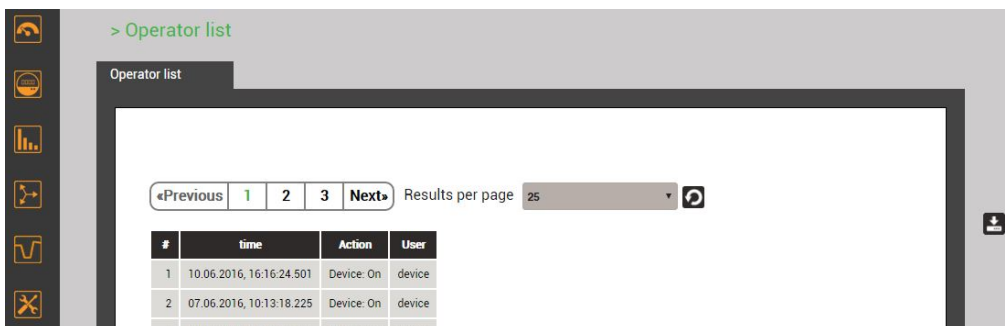 > Operator list
Operator list
«Previous 1 2 3 Next» Results per page 25
# time Action User
1 10.06.2016, 16:16:24.501 Device: On device
2 07.06.2016, 10:13:18.225 Device: On device